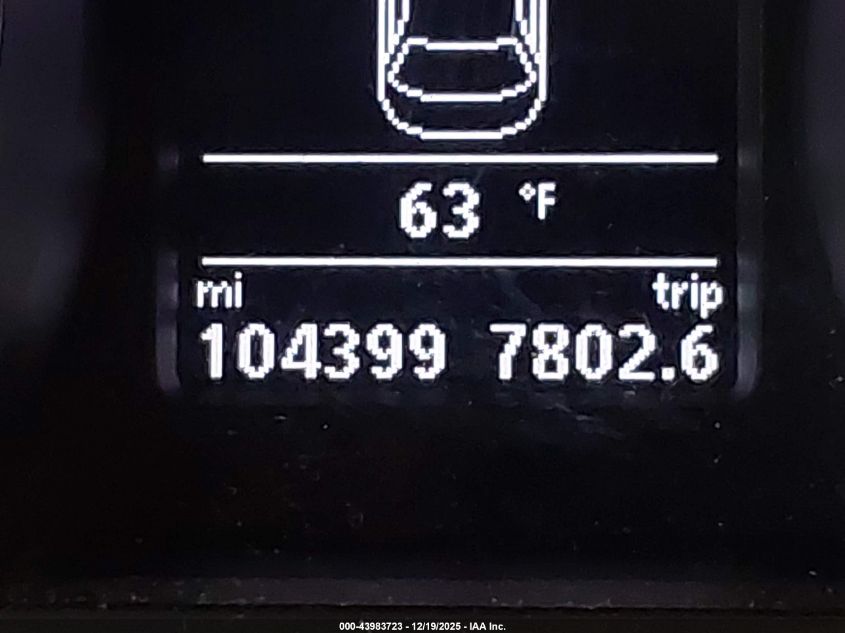 63 °F
mi trip
104399 7802.6
000-43983723 - 12/19/2025 - IAA Inc.